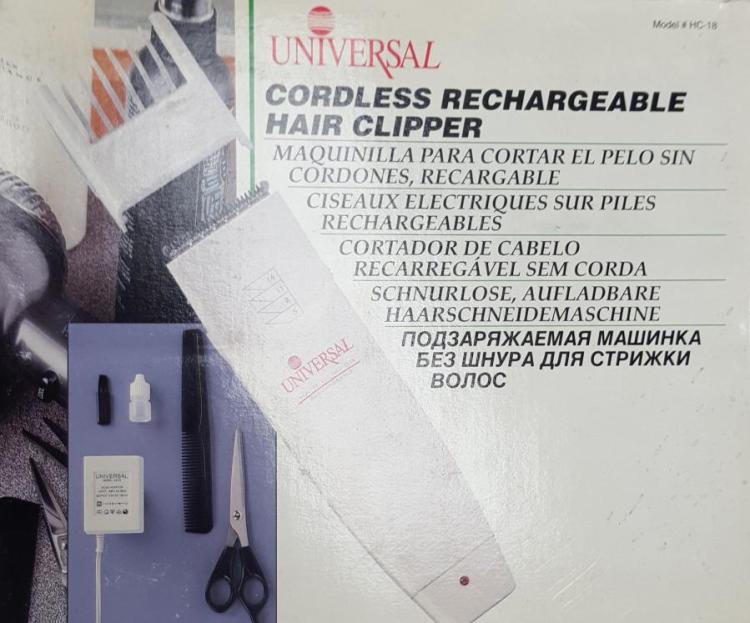 UNIVERSAL
Model # HC-18
CORDLESS RECHARGEABLE
HAIR CLIPPER
MAQUINILLA PARA CORTAR EL PELO SIN
CORDONES, RECARGABLE
CISEAUX ELECTRIQUES SUR PILES
RECHARGEABLES
CORTADOR DE CABELO
RECARREGÁVEL SEM CORDA
SCHNURLOSE, AUFLADBARE
HAARSCHNEIDEMASCHINE
ПОДЗАРЯЖАЕМАЯ МАШИНКА
БЕЗ ШНУРА ДЛЯ СТРИЖКИ
ВОЛОС
UNIVERSAL
UNIVERSAL